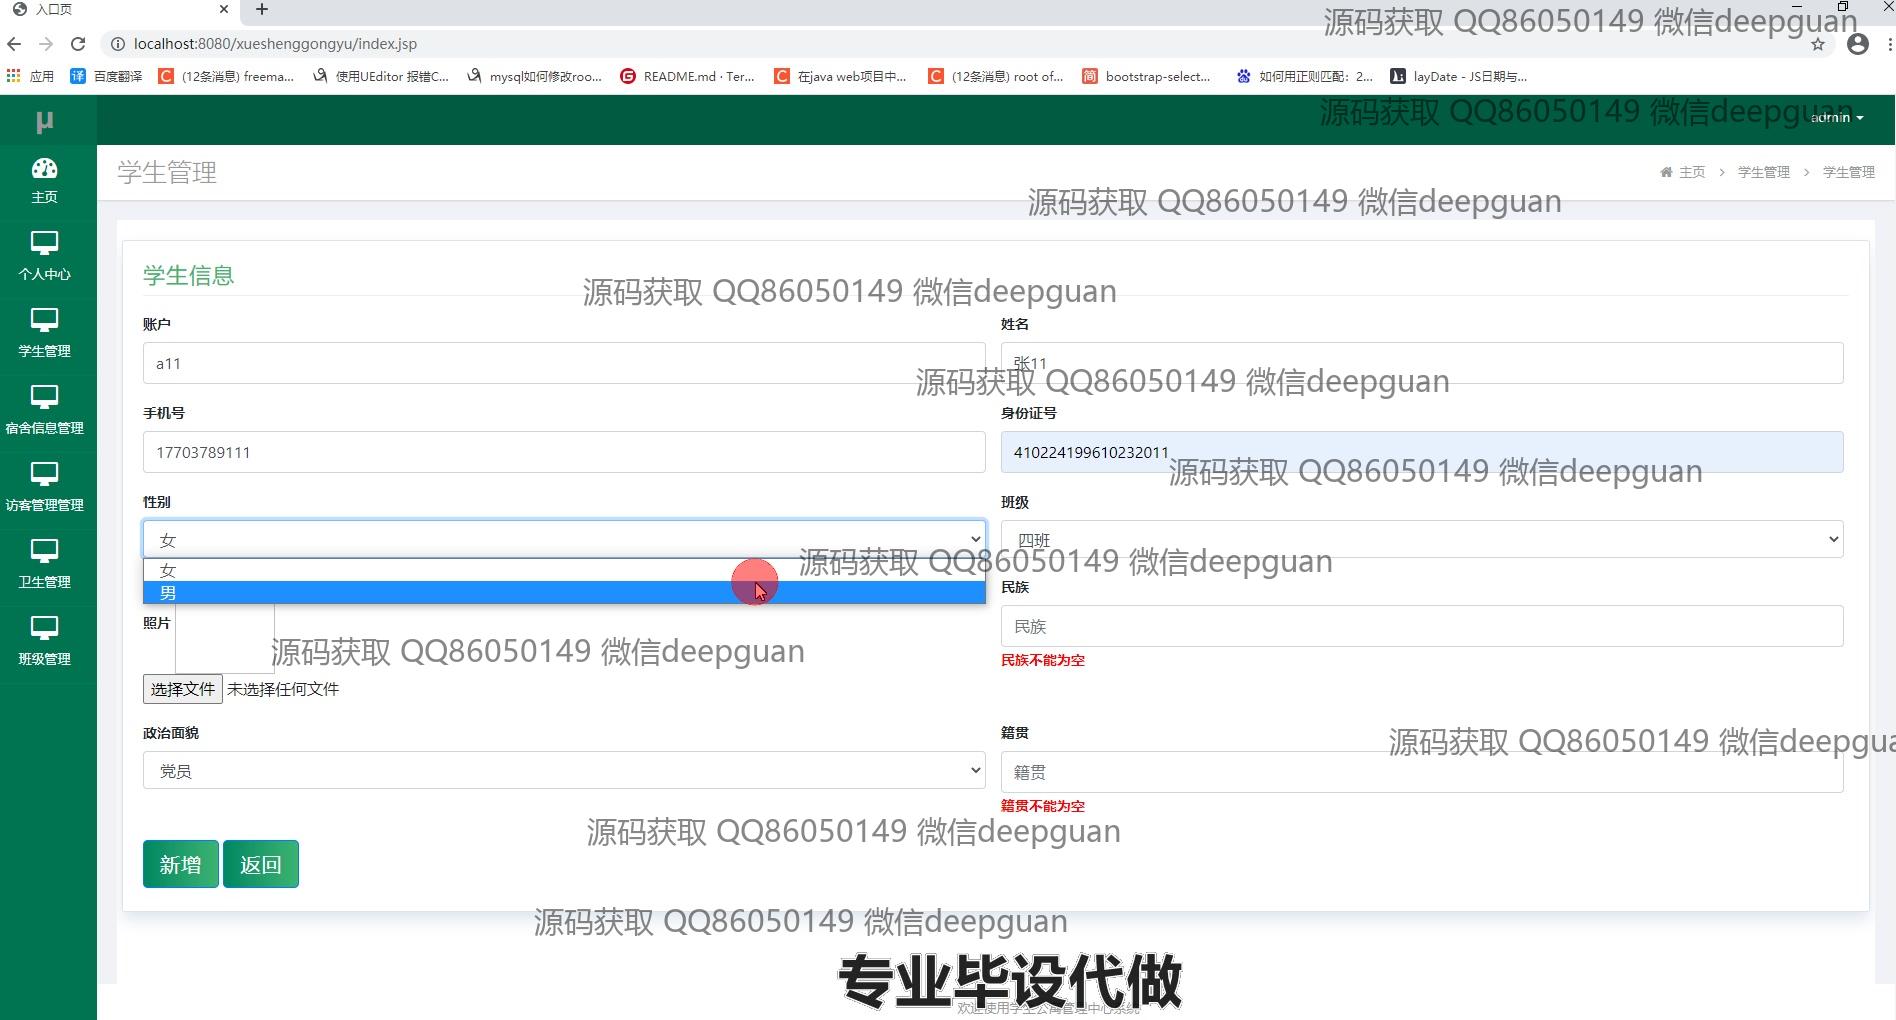 入口页
localhost:8080/xueshenggongyu/index.jsp
源码获取 QQ86050149 微信deepguan
应用 百度翻译 (12条消息) freema... 使用UEditor 报错C... mysql如何修改roo... README.md · Ter... 在java web项目中... (12条消息) root of... bootstrap-select... 如何用正则匹配：2... layDate - JS日期与...
μ
源码获取 QQ86050149 微信deepguan
admin
主页
个人中心
学生管理
宿舍信息管理
访客管理管理
卫生管理
班级管理
学生管理
主页 > 学生管理 > 学生管理
源码获取 QQ86050149 微信deepguan
学生信息
源码获取 QQ86050149 微信deepguan
账户
a11
姓名
张11
源码获取 QQ86050149 微信deepguan
手机号
17703789111
身份证号
410224199610232011
源码获取 QQ86050149 微信deepguan
性别
女
女
男
班级
四班
源码获取 QQ86050149 微信deepguan
照片
选择文件 未选择任何文件
民族
民族
民族不能为空
源码获取 QQ86050149 微信deepguan
政治面貌
党员
籍贯
籍贯
籍贯不能为空
源码获取 QQ86050149 微信deepgua
源码获取 QQ86050149 微信deepguan
新增 返回
源码获取 QQ86050149 微信deepguan
专业毕设代做
欢迎使用学生公寓管理中心系统